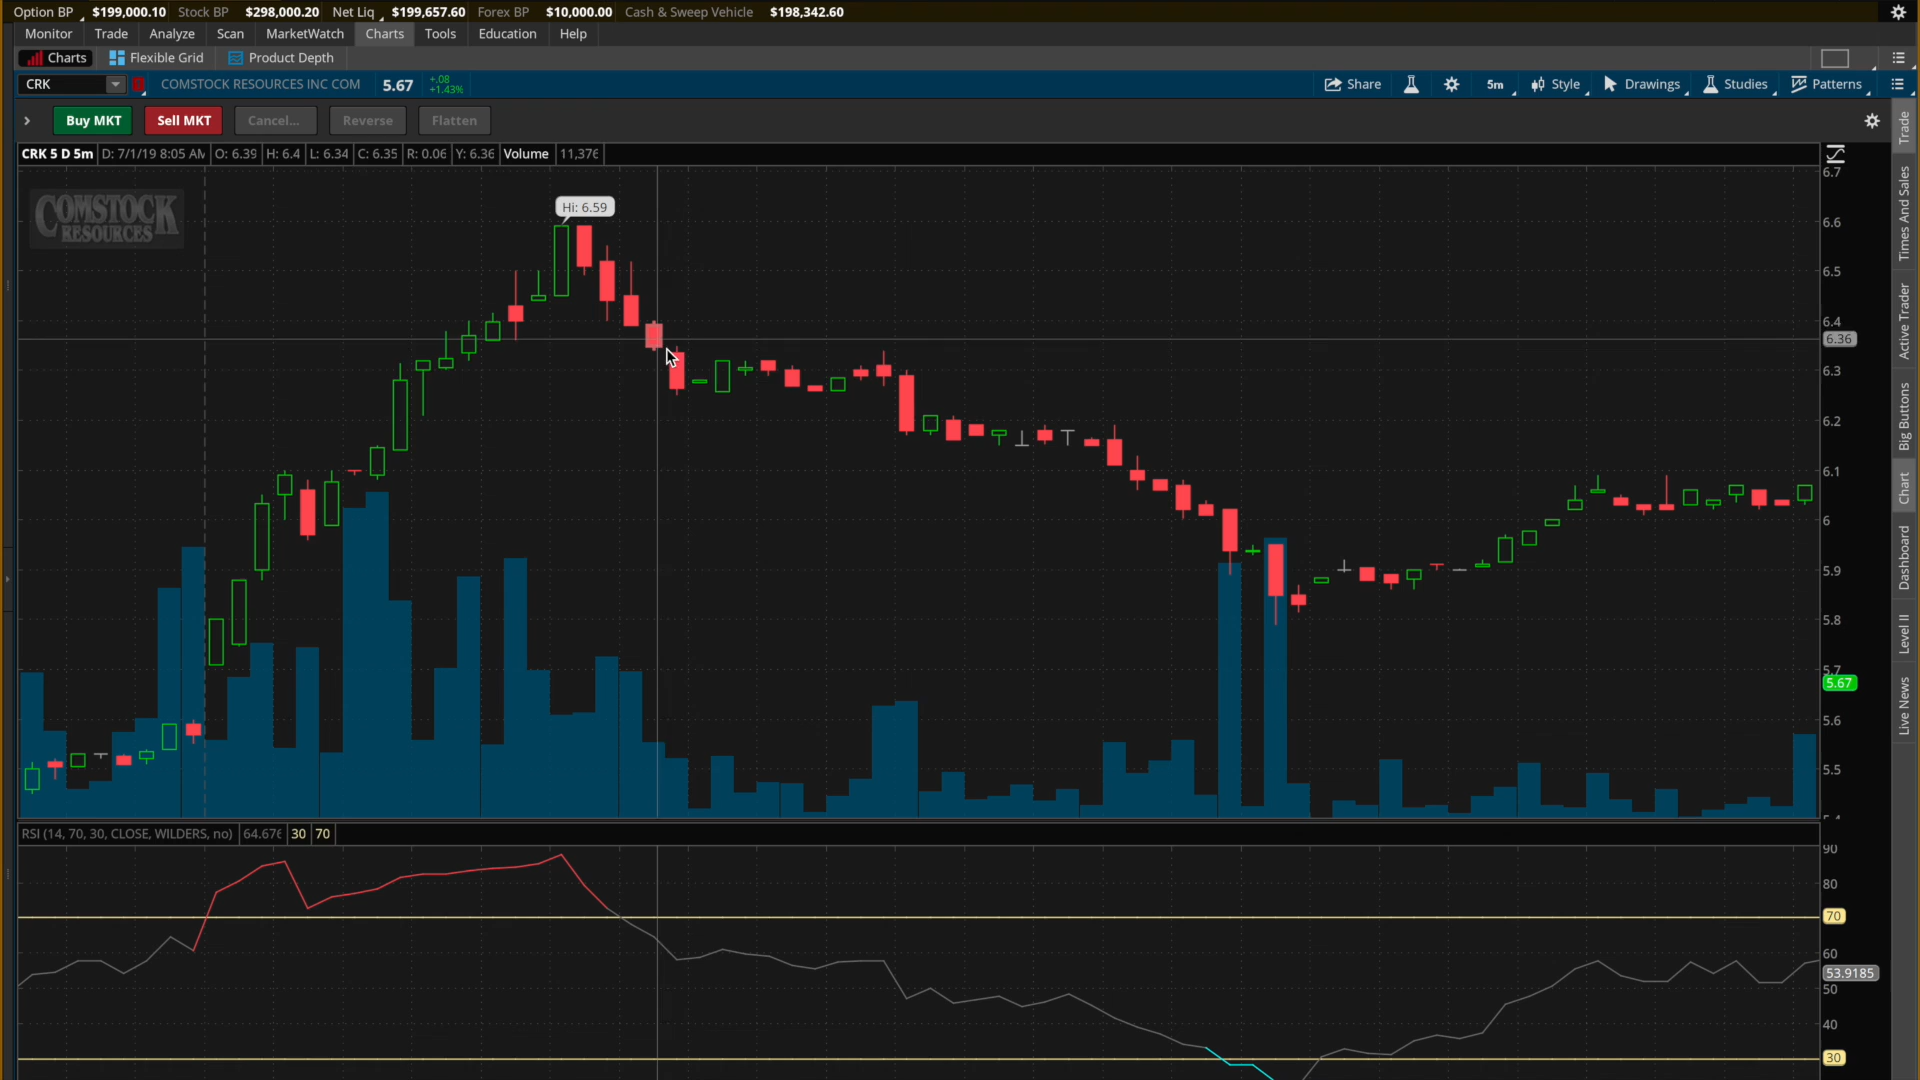 Option BP $199,000.10 Stock BP $298,000.20 Net Liq $199,657.60 Forex BP $10,000.00 Cash & Sweep Vehicle $198,342.60
Monitor Trade Analyze Scan MarketWatch Charts Tools Education Help
Charts Flexible Grid Product Depth
CRK COMSTOCK RESOURCES INC COM 5.67 +.08 +1.43% Share 5m Style Drawings Studies Patterns
Buy MKT Sell MKT Cancel... Reverse Flatten
CRK 5 D 5m D: 7/1/19 8:05 AM O: 6.39 H: 6.4 L: 6.34 C: 6.35 R: 0.06 Y: 6.36 Volume 11,376
COMSTOCK
RESOURCES
Hi: 6.59
6.7
6.6
6.5
6.4
6.36
6.3
6.2
6.1
6
5.9
5.8
5.7
5.67
5.6
5.5
RSI (14, 70, 30, CLOSE, WILDERS, no) 64.676 30 70
90
80
70
60
53.9185
50
40
30
Trade
Times And Sales
Active Trader
Big Buttons
Chart
Dashboard
Level II
Live News